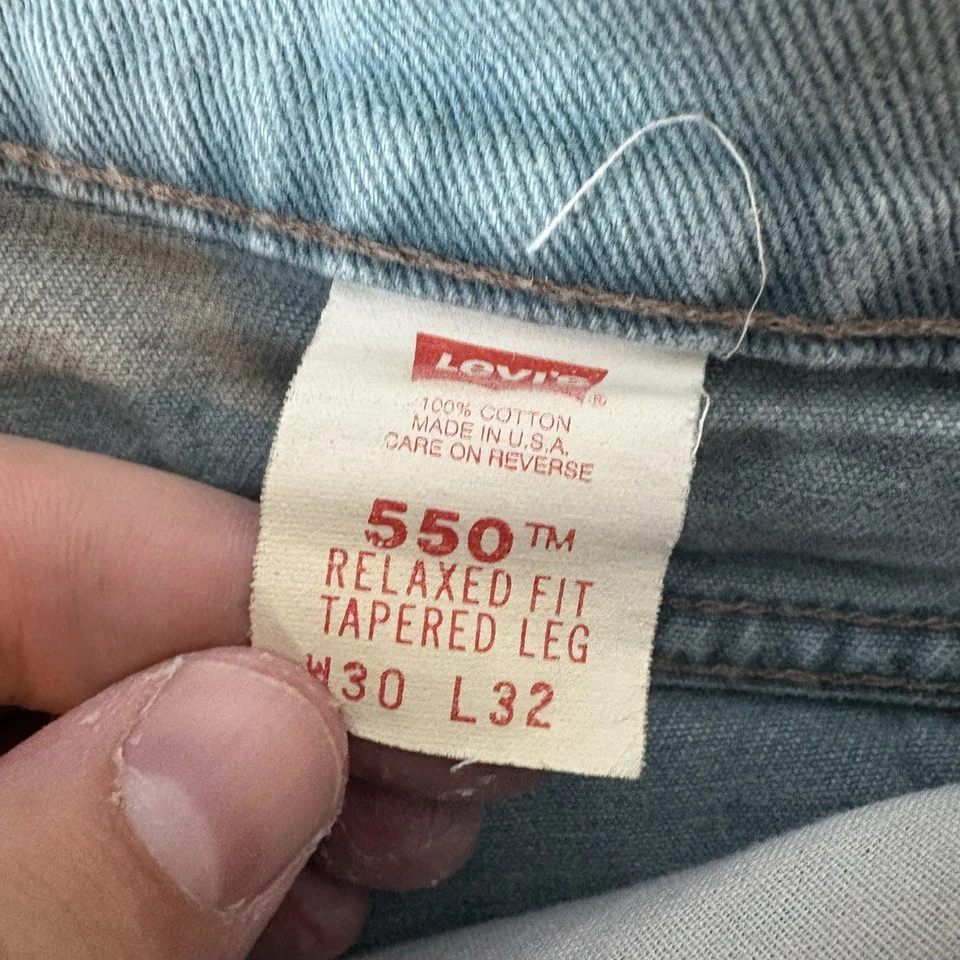 Levi's®
100% COTTON
MADE IN U.S.A.
CARE ON REVERSE
550™
RELAXED FIT
TAPERED LEG
W30 L32